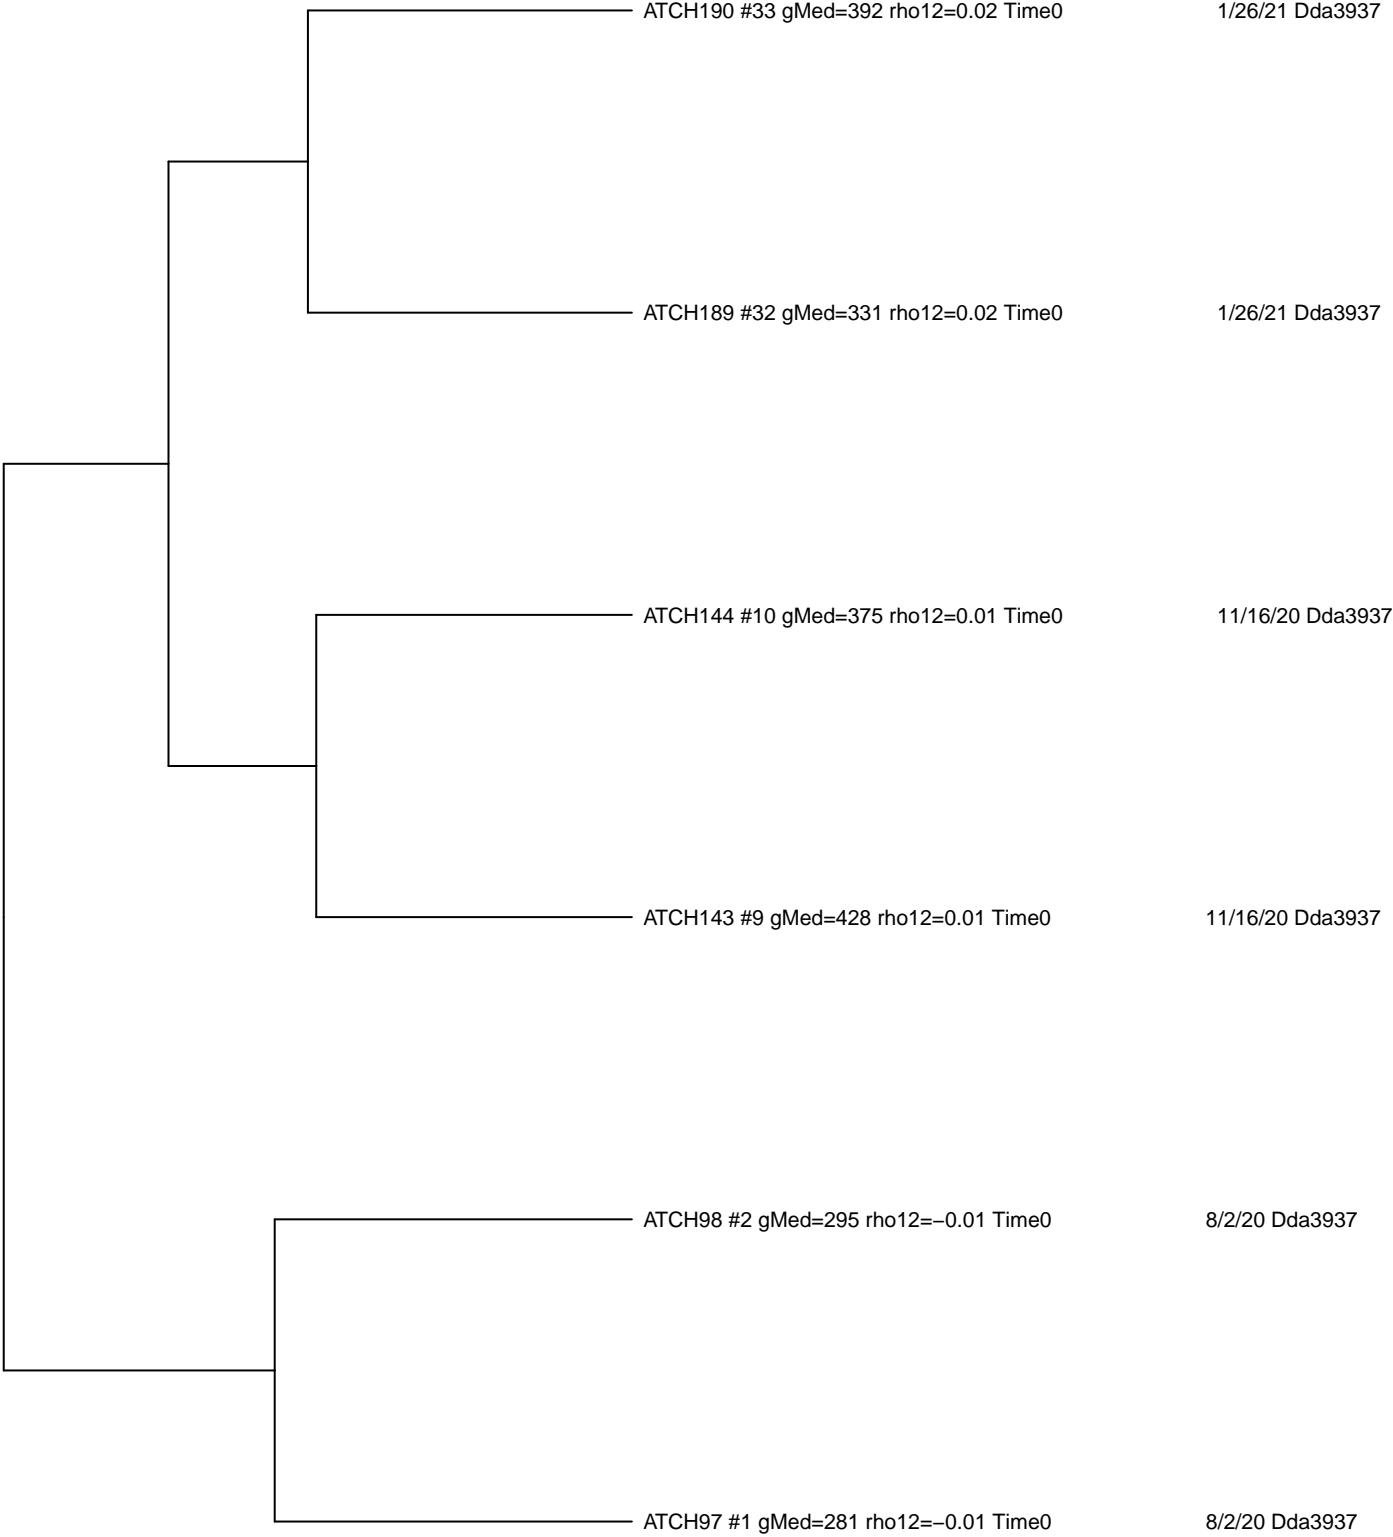 ATCH190 #33 gMed=392 rho12=0.02 Time0 1/26/21 Dda3937
ATCH189 #32 gMed=331 rho12=0.02 Time0 1/26/21 Dda3937
ATCH144 #10 gMed=375 rho12=0.01 Time0 11/16/20 Dda3937
ATCH143 #9 gMed=428 rho12=0.01 Time0 11/16/20 Dda3937
ATCH98 #2 gMed=295 rho12=−0.01 Time0 8/2/20 Dda3937
ATCH97 #1 gMed=281 rho12=−0.01 Time0 8/2/20 Dda3937